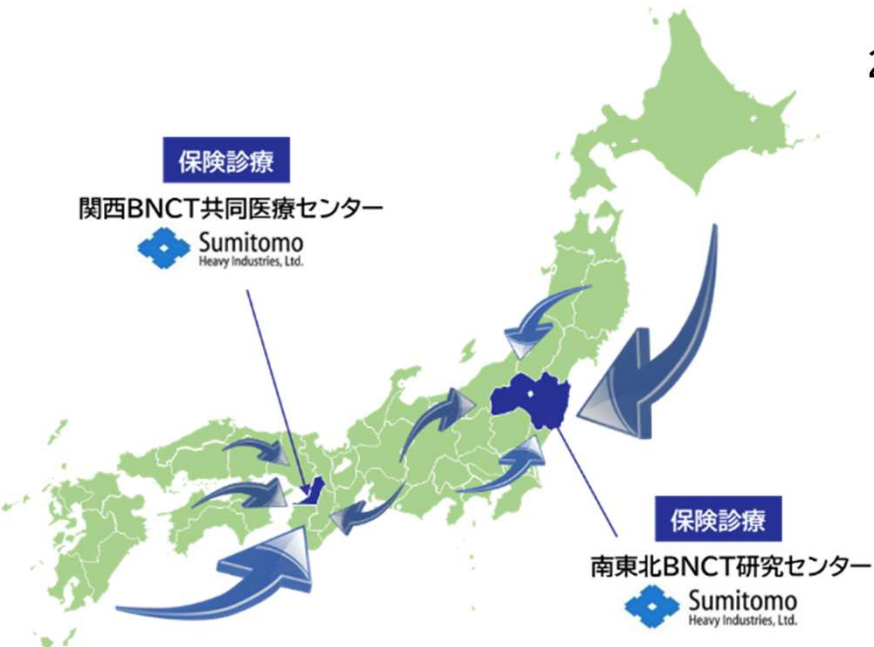 保険診療
関西BNCT共同医療センター
Sumitomo
Heavy Industries, Ltd.
保険診療
南東北BNCT研究センター
Sumitomo
Heavy Industries, Ltd.